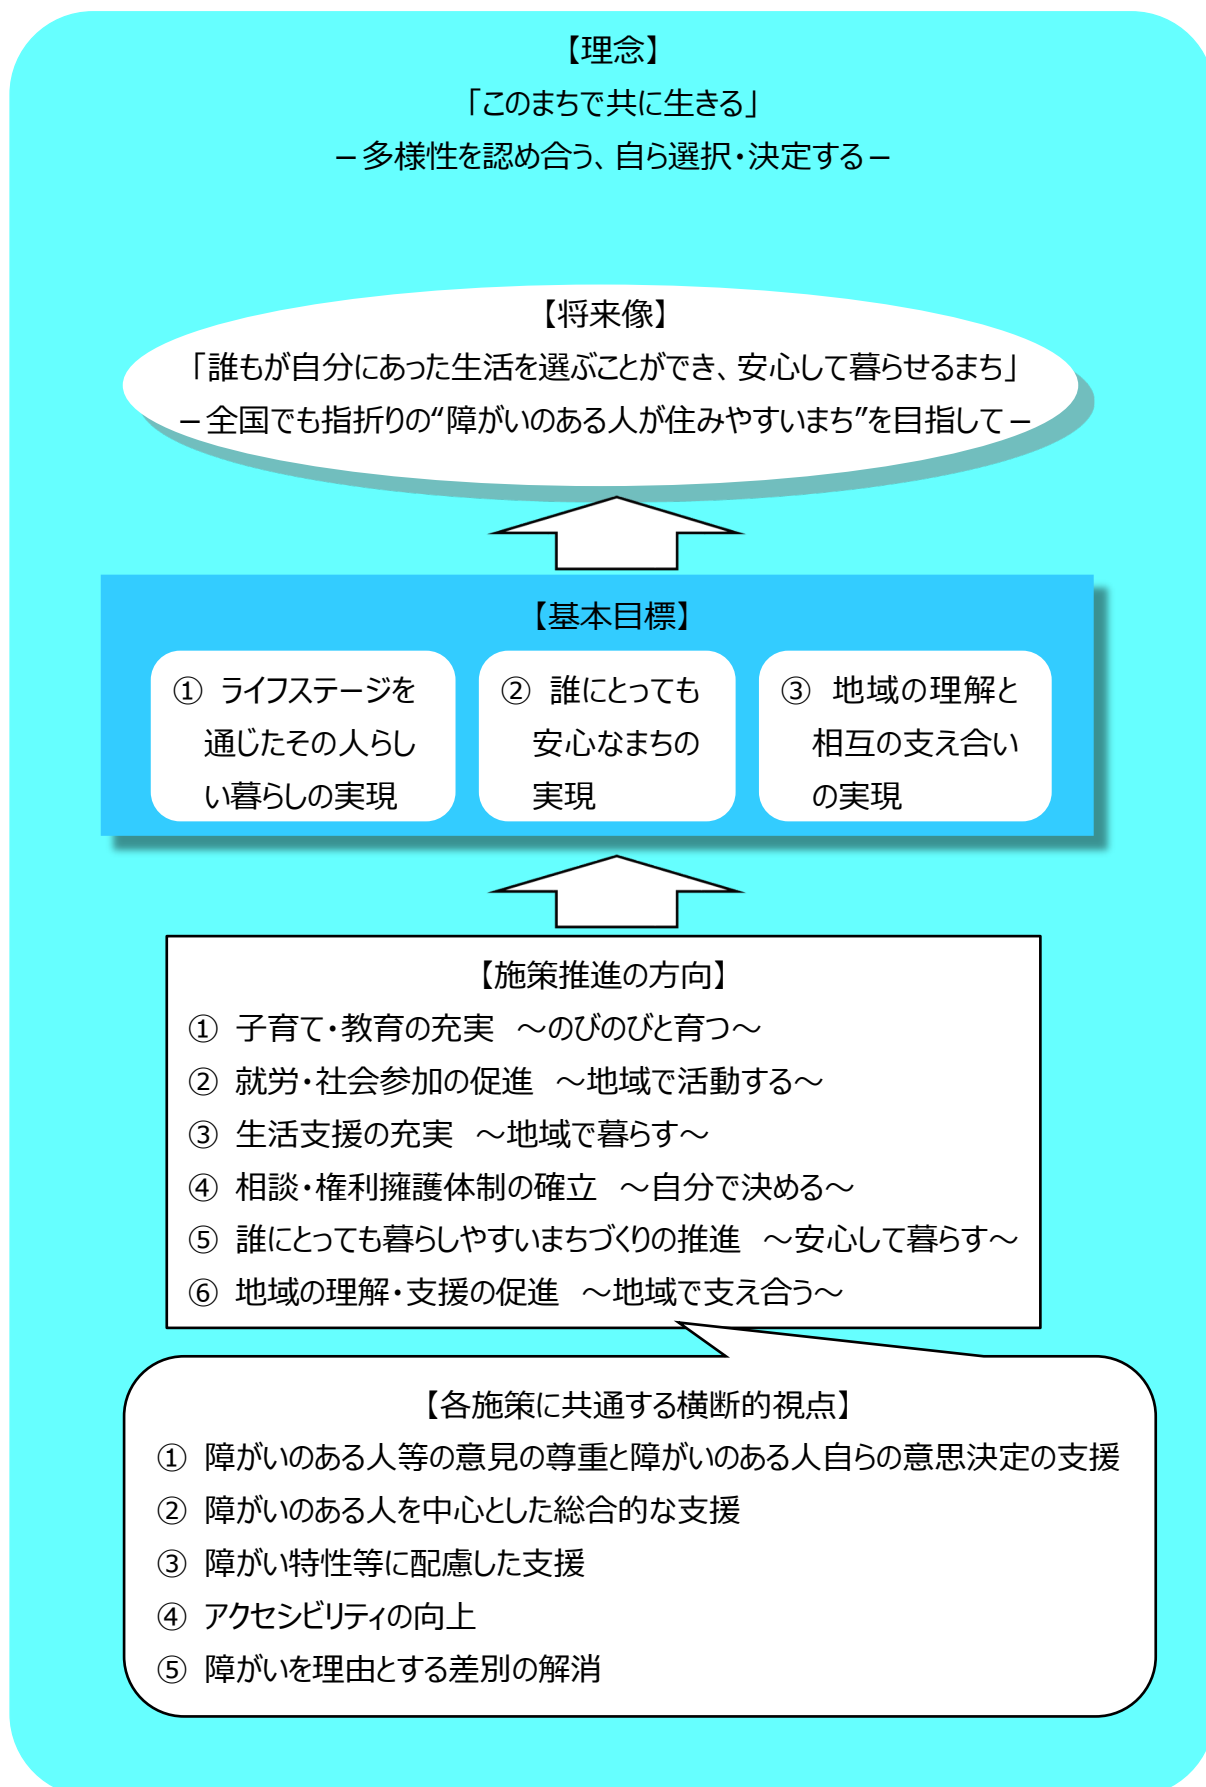 【理念】
「このまちで共に生きる」
－多様性を認め合う、自ら選択・決定する－
【将来像】
「誰もが自分にあった生活を選ぶことができ、安心して暮らせるまち」
－全国でも指折りの“障がいのある人が住みやすいまち”を目指して－
【基本目標】
① ライフステージを
通じたその人らし
い暮らしの実現
② 誰にとっても
安心なまちの
実現
③ 地域の理解と
相互の支え合い
の実現
【施策推進の方向】
① 子育て・教育の充実　～のびのびと育つ～
② 就労・社会参加の促進　～地域で活動する～
③ 生活支援の充実　～地域で暮らす～
④ 相談・権利擁護体制の確立　～自分で決める～
⑤ 誰にとっても暮らしやすいまちづくりの推進　～安心して暮らす～
⑥ 地域の理解・支援の促進　～地域で支え合う～
【各施策に共通する横断的視点】
① 障がいのある人等の意見の尊重と障がいのある人自らの意思決定の支援
② 障がいのある人を中心とした総合的な支援
③ 障がい特性等に配慮した支援
④ アクセシビリティの向上
⑤ 障がいを理由とする差別の解消